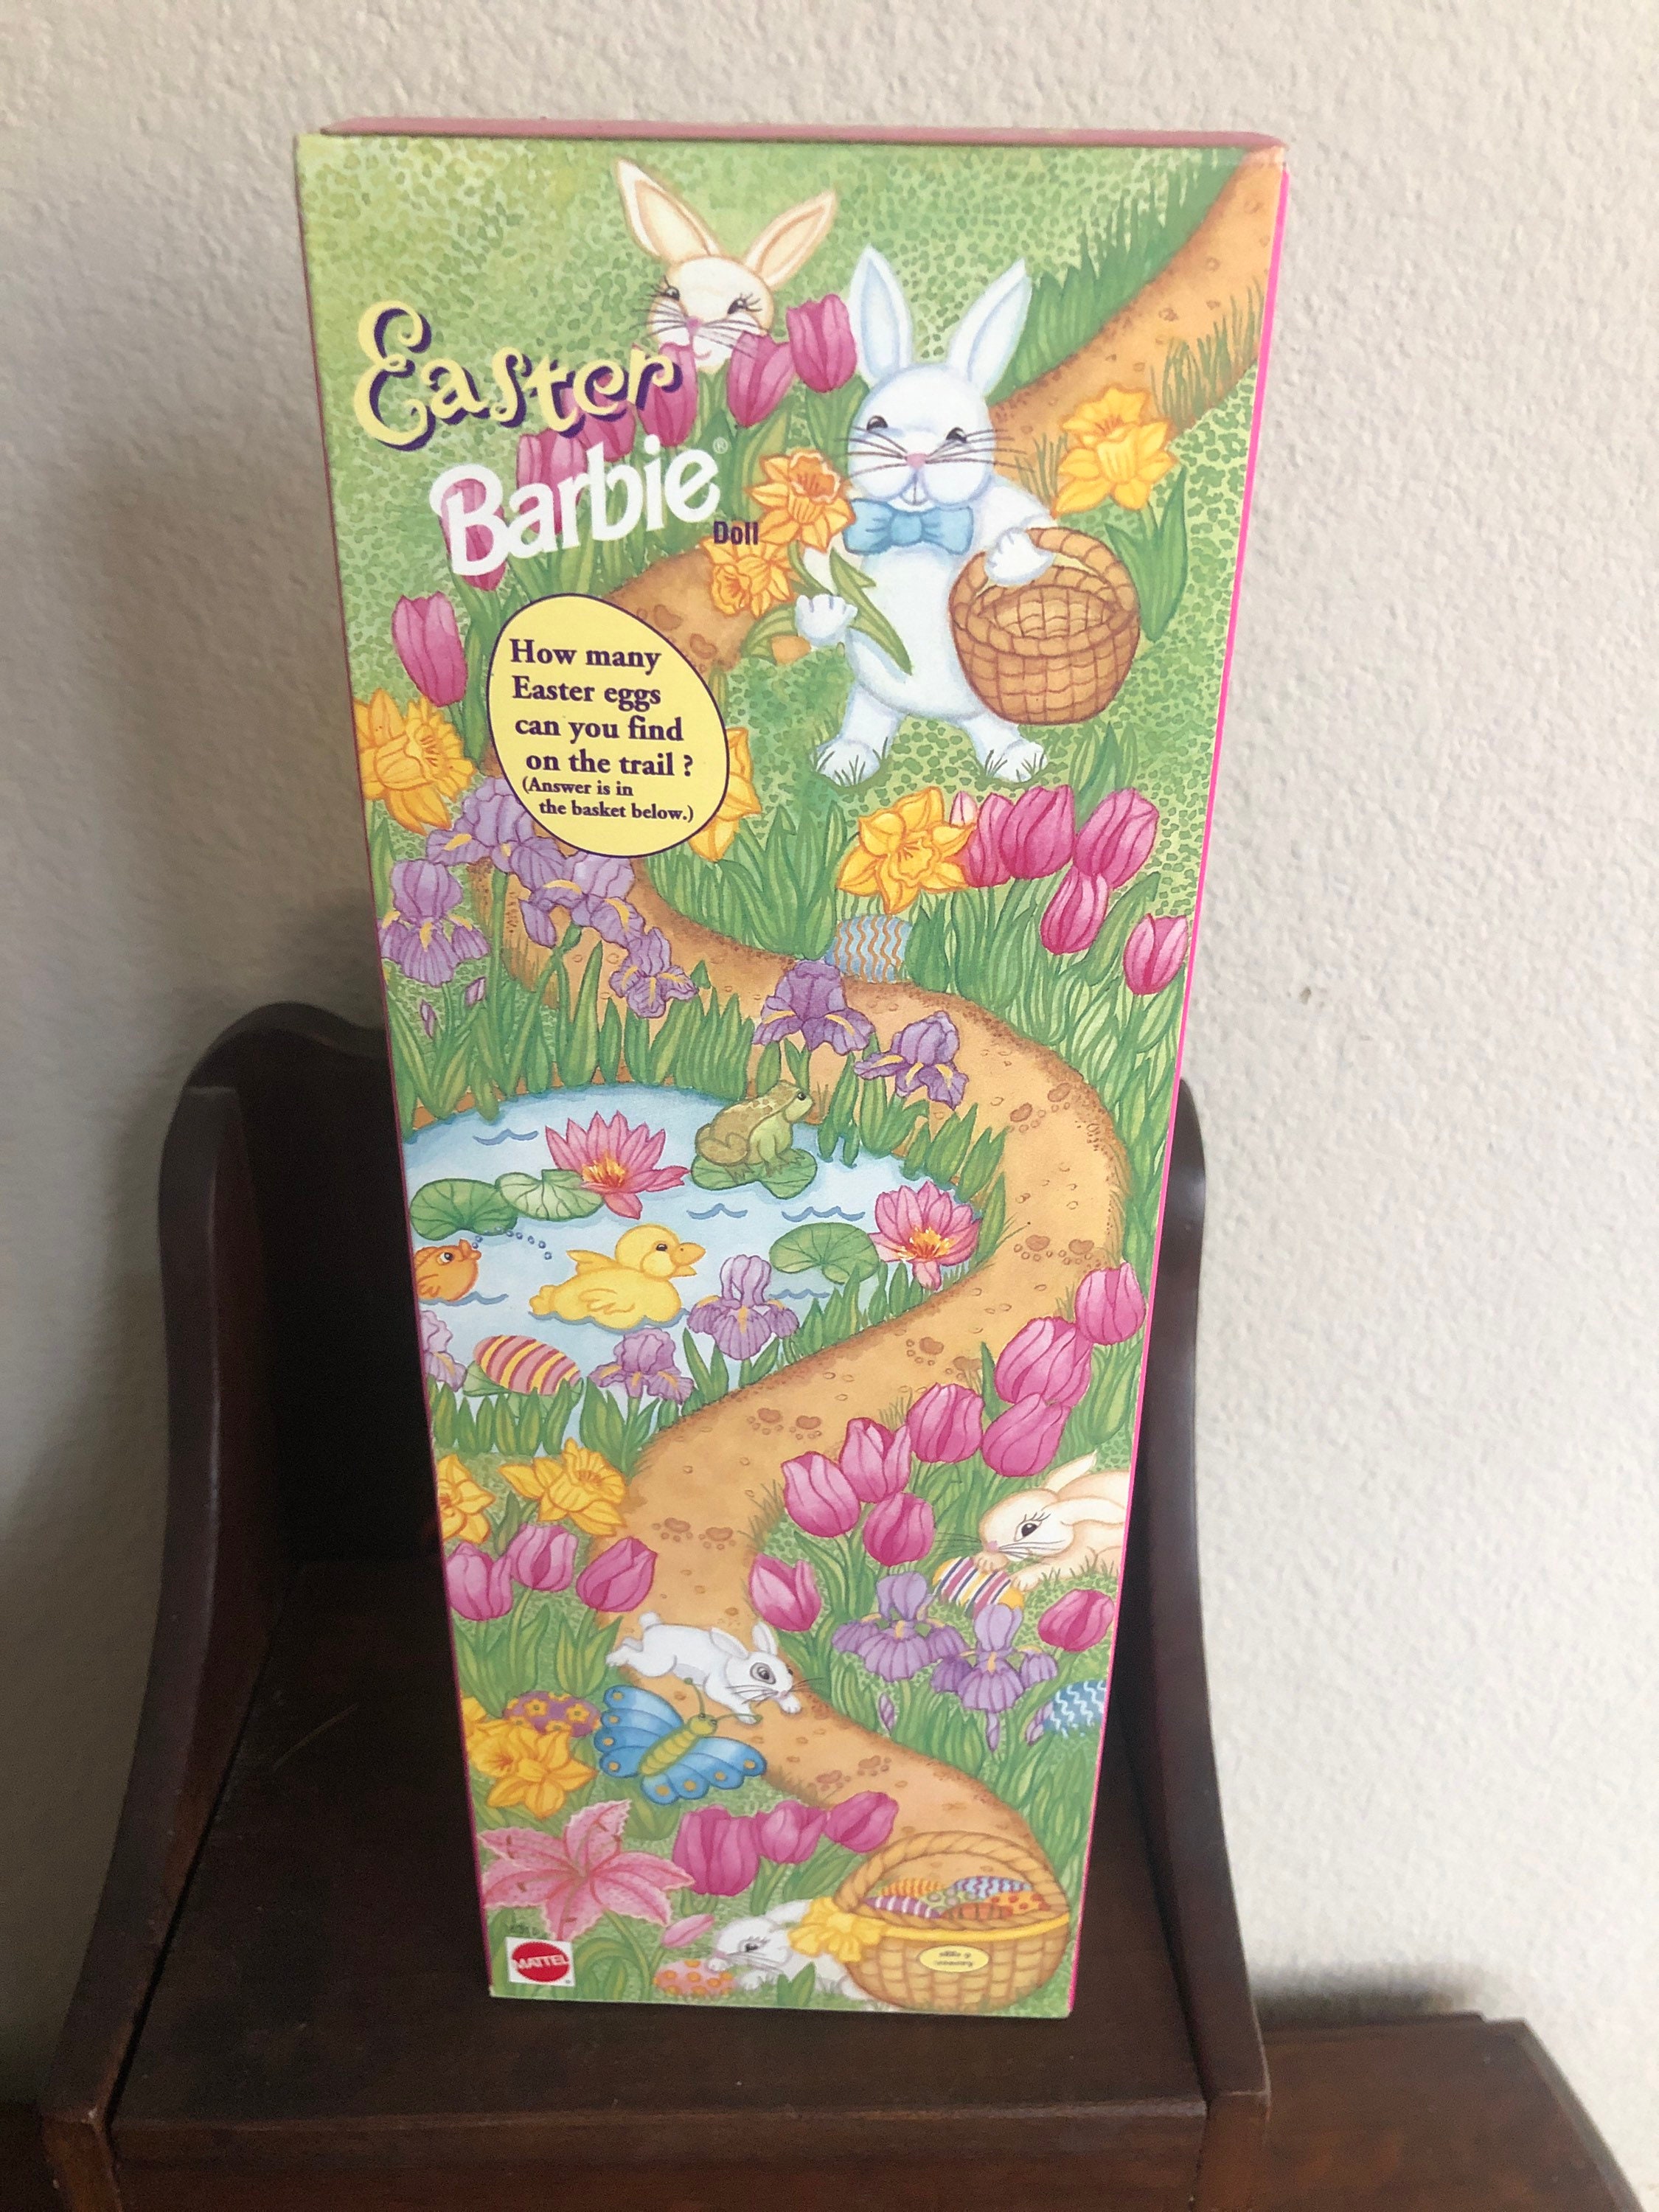 Easter
Barbie®
Doll
How many
Easter eggs
can you find
on the trail ?
(Answer is in
the basket below.)
MATTEL